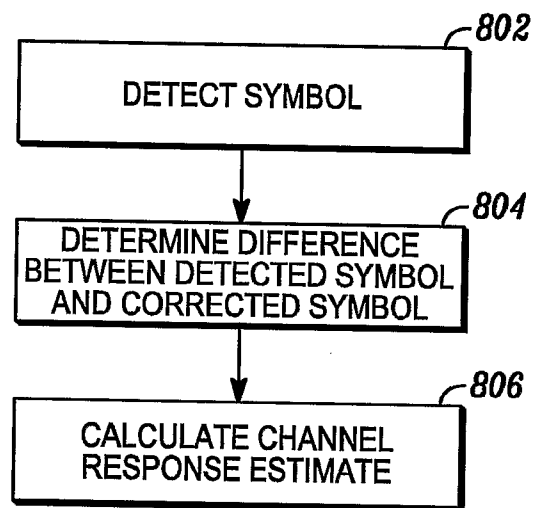 802
DETECT SYMBOL
804
DETERMINE DIFFERENCE
BETWEEN DETECTED SYMBOL
AND CORRECTED SYMBOL
806
CALCULATE CHANNEL
RESPONSE ESTIMATE